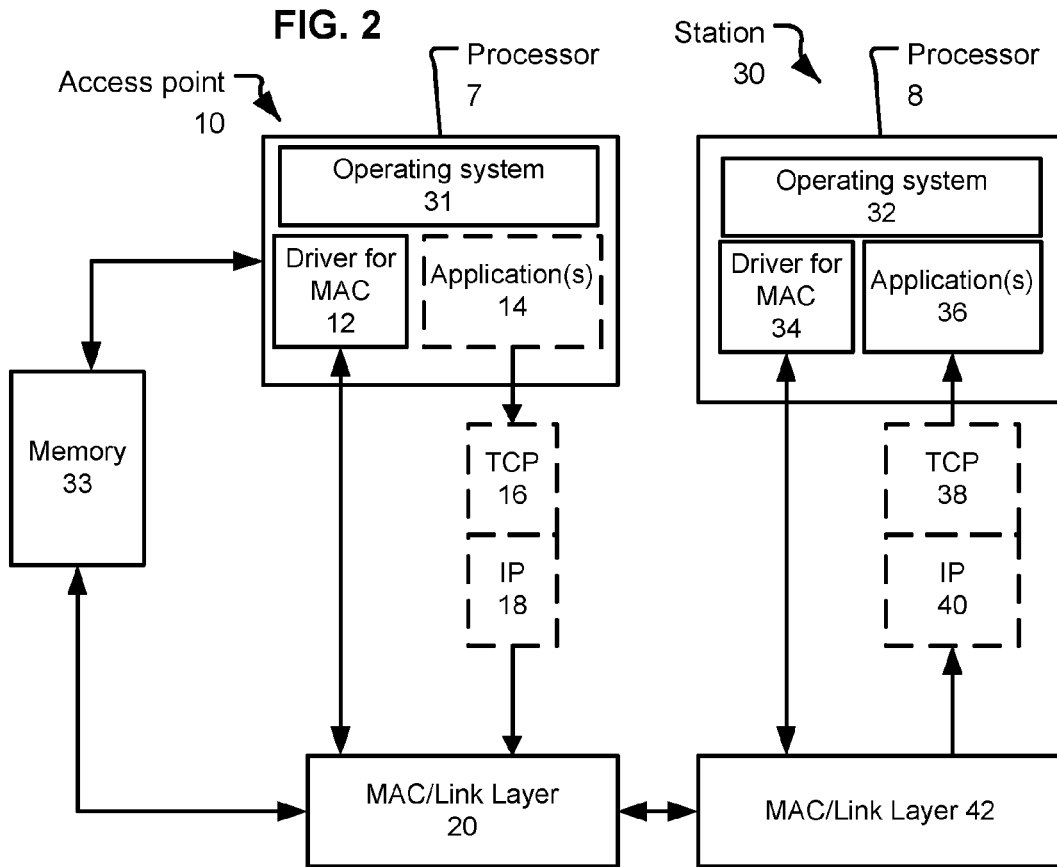 FIG. 2
Access point
10
Processor
7
Operating system
31
Driver for
MAC
12
Application(s)
14
Memory
33
TCP
16
IP
18
MAC/Link Layer
20
Station
30
Processor
8
Operating system
32
Driver for
MAC
34
Application(s)
36
TCP
38
IP
40
MAC/Link Layer 42